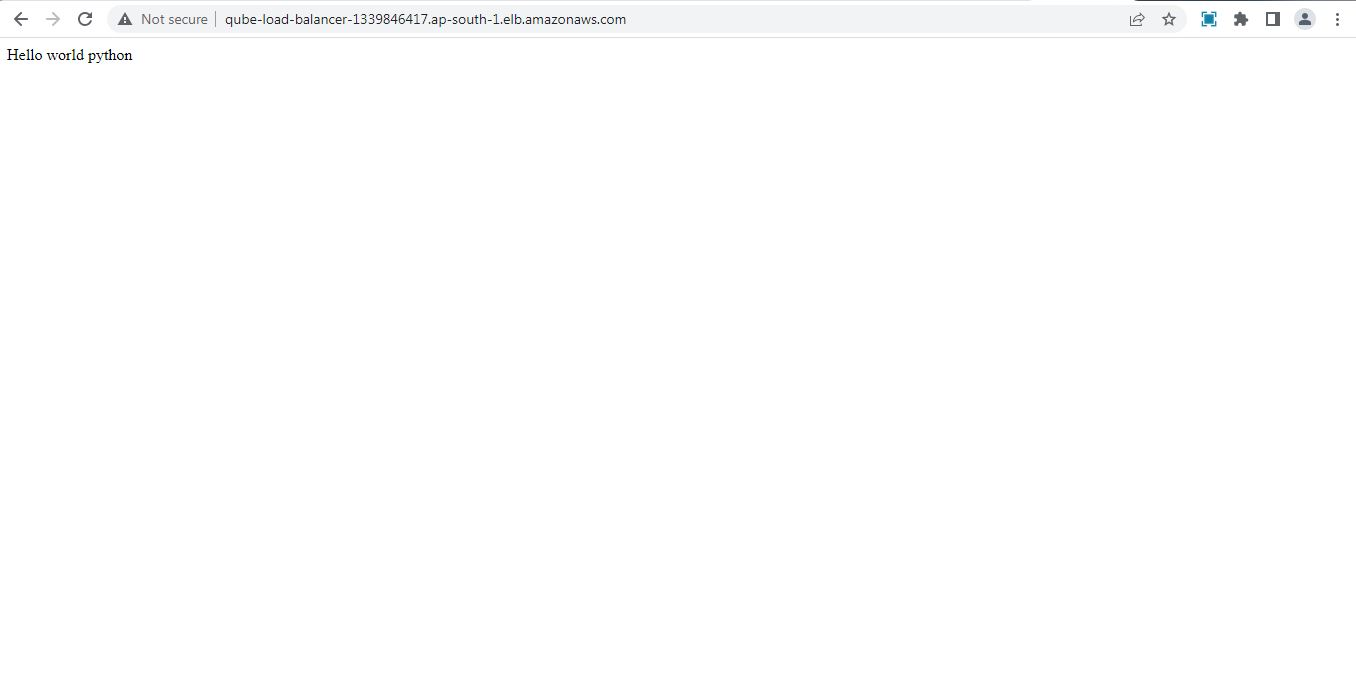 Not secure
qube-load-balancer-1339846417.ap-south-1.elb.amazonaws.com
Hello world python